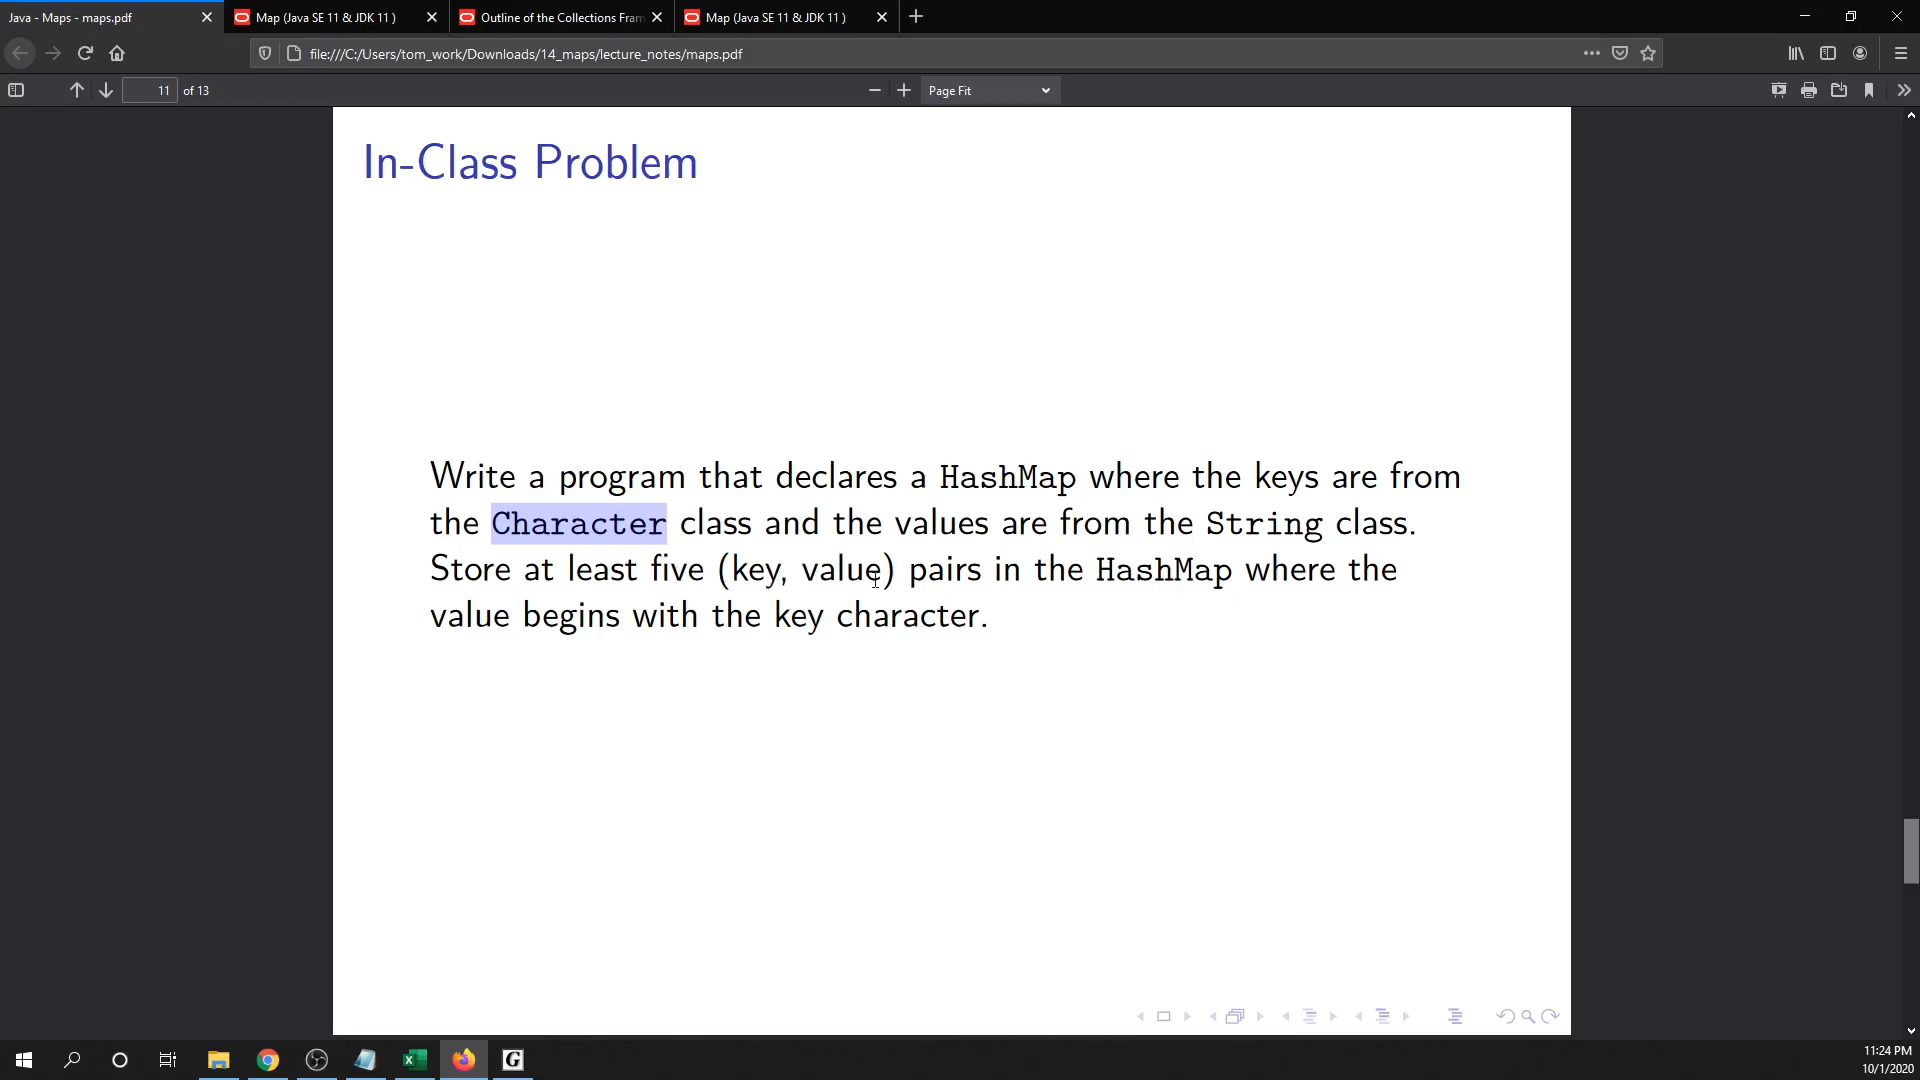 Java - Maps - maps.pdf
Map (Java SE 11 & JDK 11 )
Outline of the Collections Fram
Map (Java SE 11 & JDK 11 )
file:///C:/Users/tom_work/Downloads/14_maps/lecture_notes/maps.pdf
11 of 13
Page Fit
In-Class Problem
Write a program that declares a HashMap where the keys are from
the Character class and the values are from the String class.
Store at least five (key, value) pairs in the HashMap where the
value begins with the key character.
11:24 PM
10/1/2020